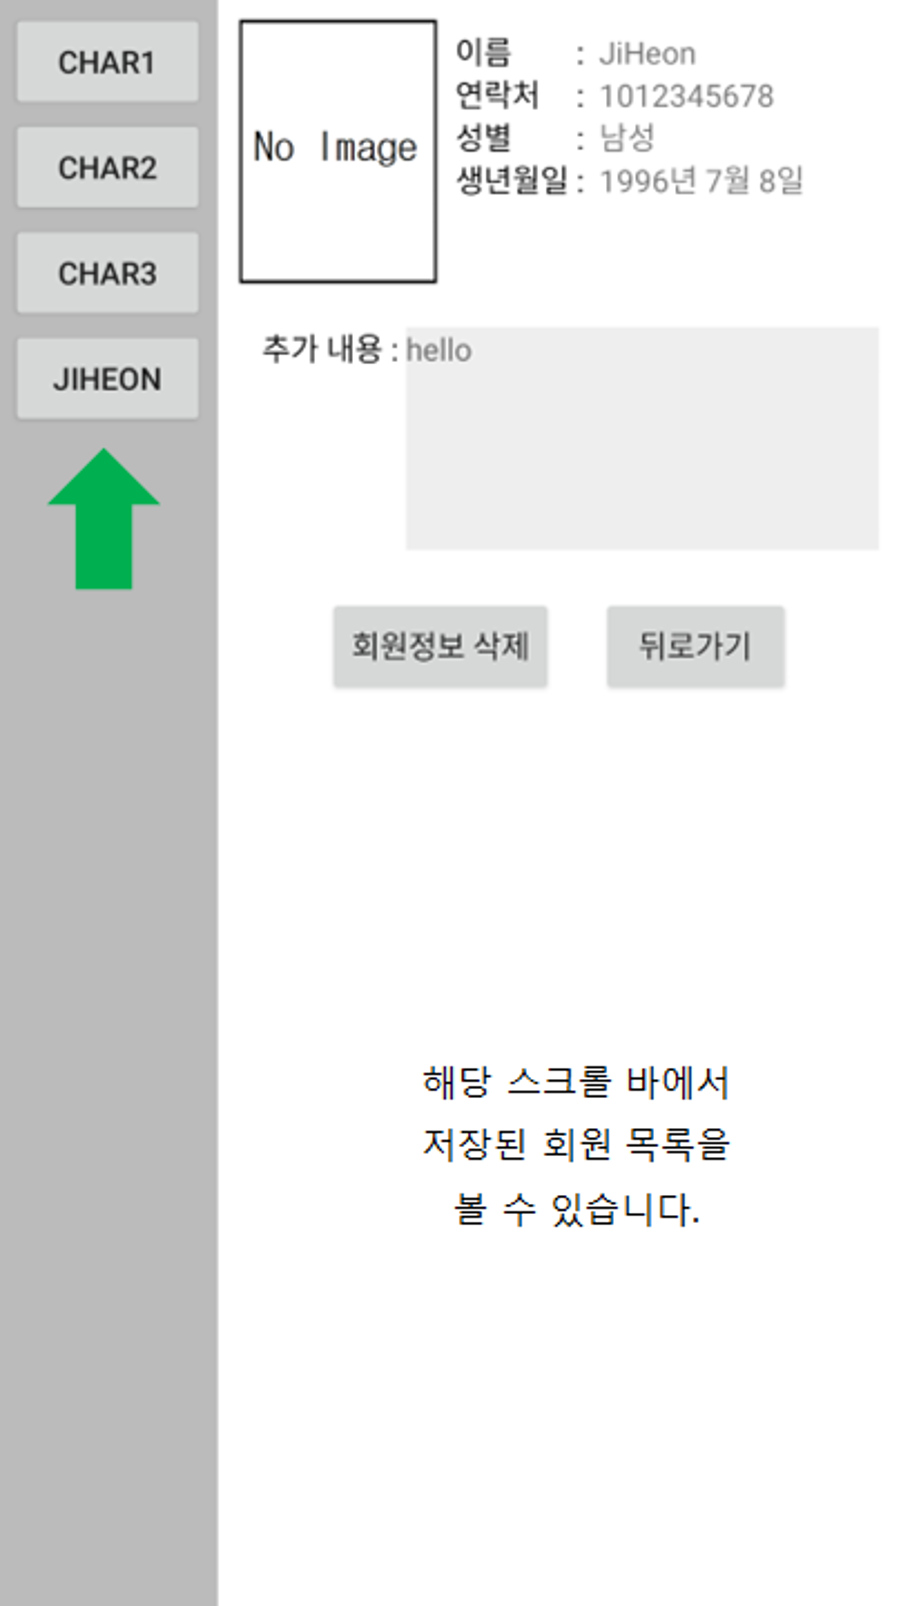 CHAR1
CHAR2
CHAR3
JIHEON
No Image
이름 : JiHeon
연락처 : 1012345678
성별 : 남성
생년월일 : 1996년 7월 8일
추가 내용 : hello
회원정보 삭제
뒤로가기
해당 스크롤 바에서
저장된 회원 목록을
볼 수 있습니다.